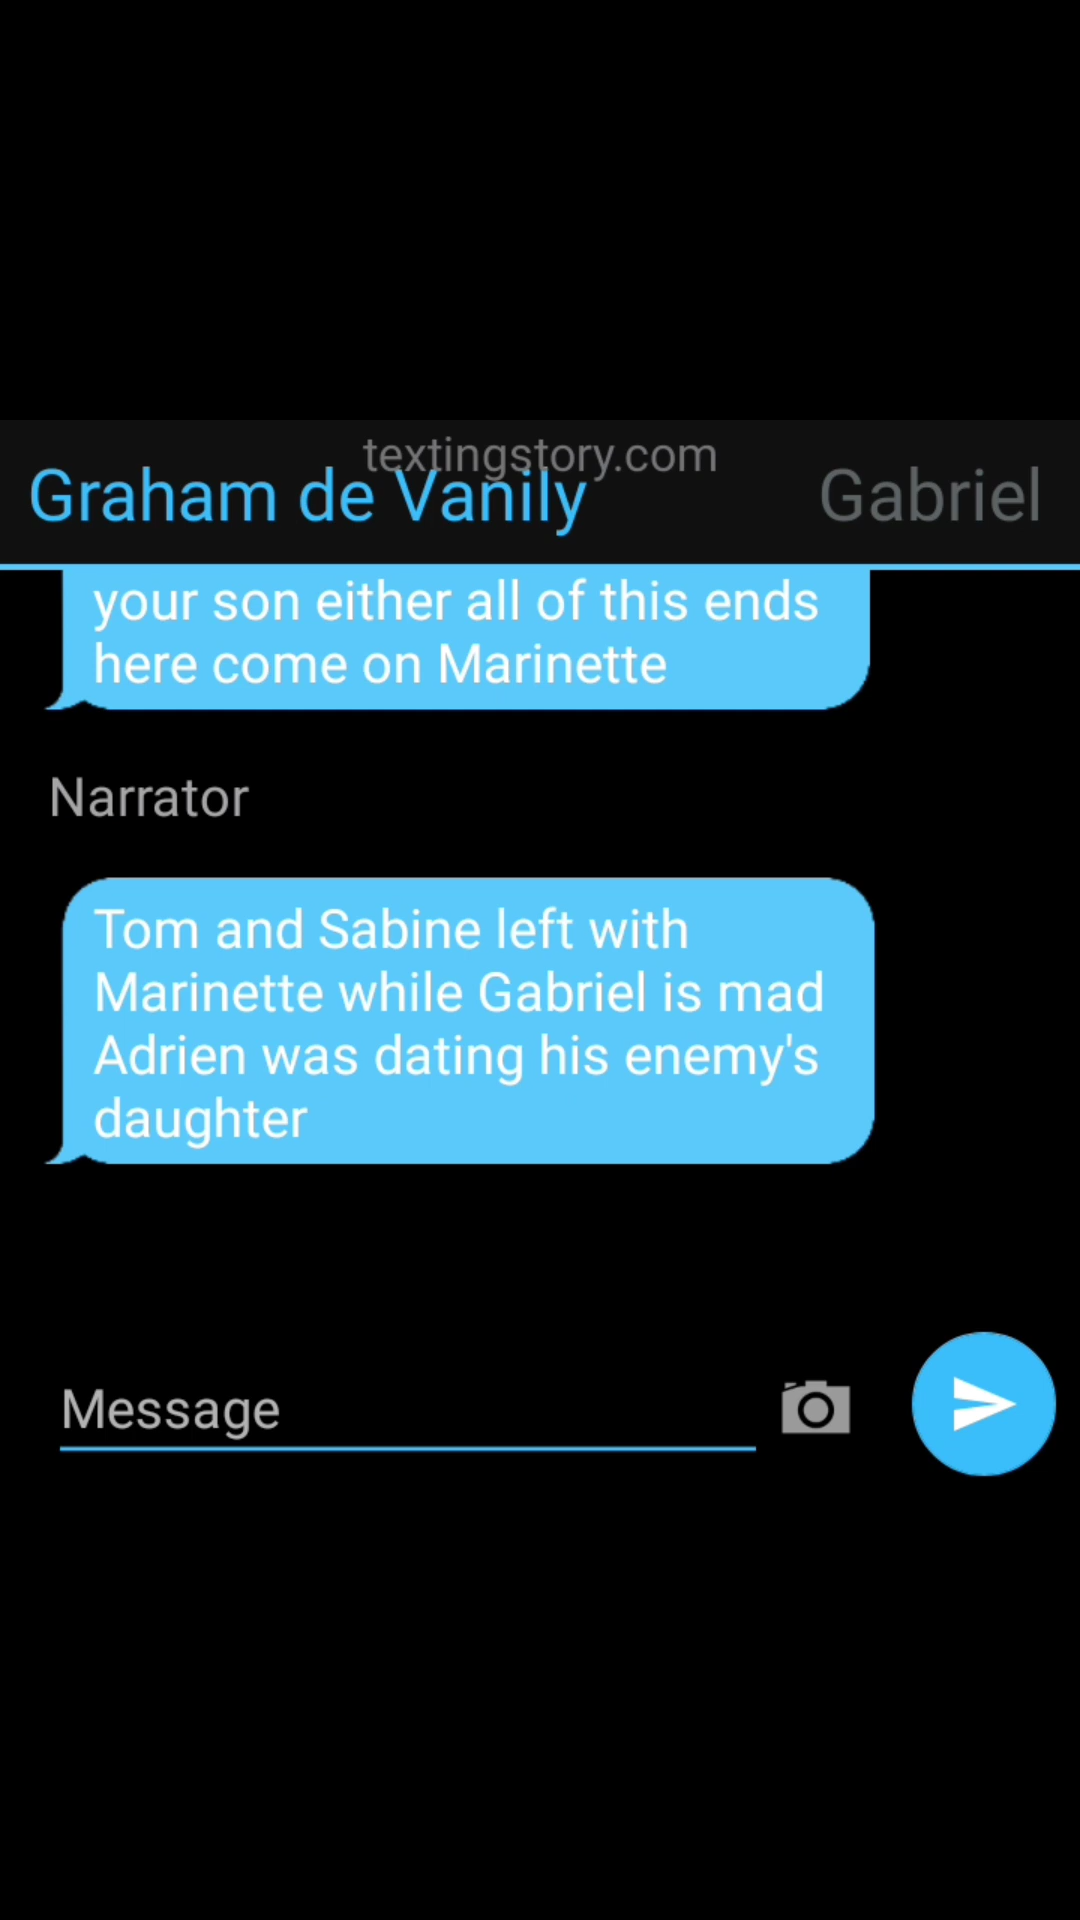 textingstory.com
Graham de Vanily Gabriel
your son either all of this ends
here come on Marinette
Narrator
Tom and Sabine left with
Marinette while Gabriel is mad
Adrien was dating his enemy's
daughter
Message